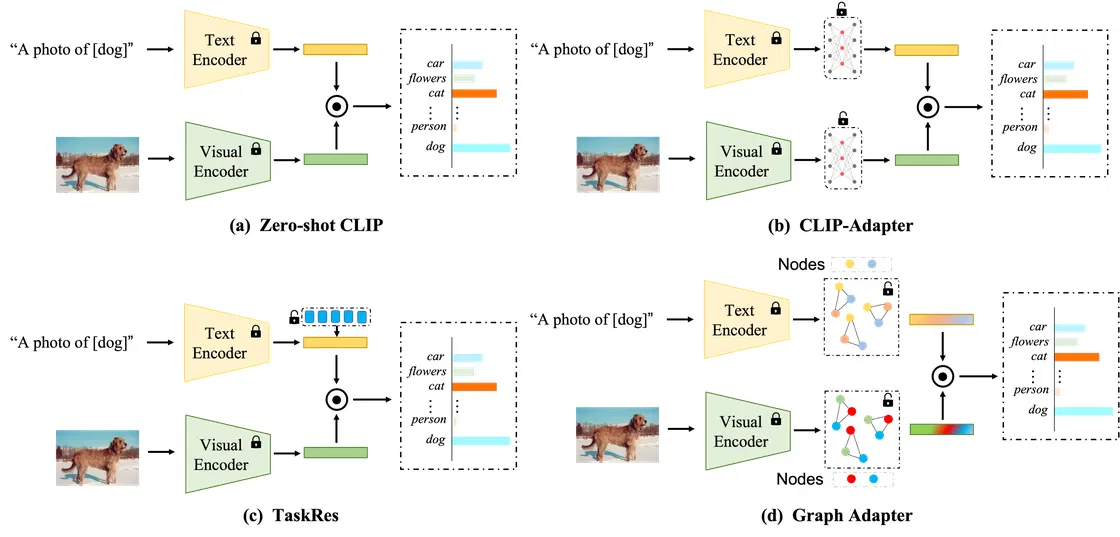 “A photo of [dog]”
Text
Encoder
Visual
Encoder
car
flowers
cat
person
dog
(a) Zero-shot CLIP
“A photo of [dog]”
Text
Encoder
Visual
Encoder
car
flowers
cat
person
dog
(b) CLIP-Adapter
“A photo of [dog]”
Text
Encoder
Visual
Encoder
car
flowers
cat
person
dog
(c) TaskRes
Nodes
“A photo of [dog]”
Text
Encoder
Visual
Encoder
Nodes
car
flowers
cat
person
dog
(d) Graph Adapter